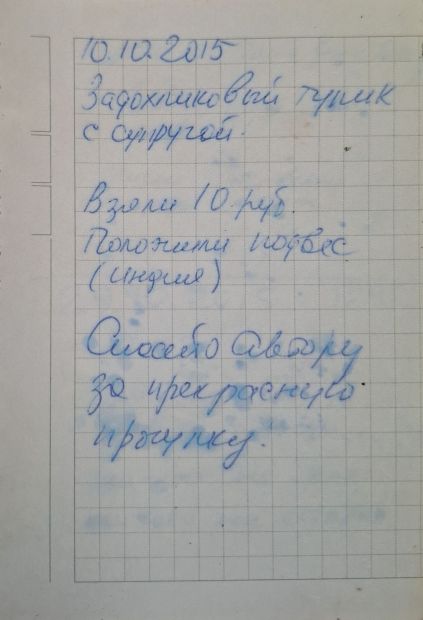 10.10.2015
Задохликовый тупик
с супругой.
Взяли 10 руб.
Положили подвес
(Индия)
Спасибо Автору
за прекрасную
прогулку.